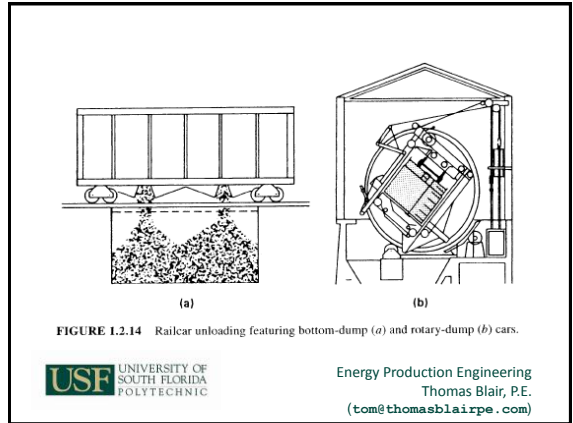 (a)
(b)
FIGURE 1.2.14 Railcar unloading featuring bottom-dump (a) and rotary-dump (b) cars.
USF
UNIVERSITY OF
SOUTH FLORIDA
POLYTECHNIC
Energy Production Engineering
Thomas Blair, P.E.
(tom@thomasblairpe.com)